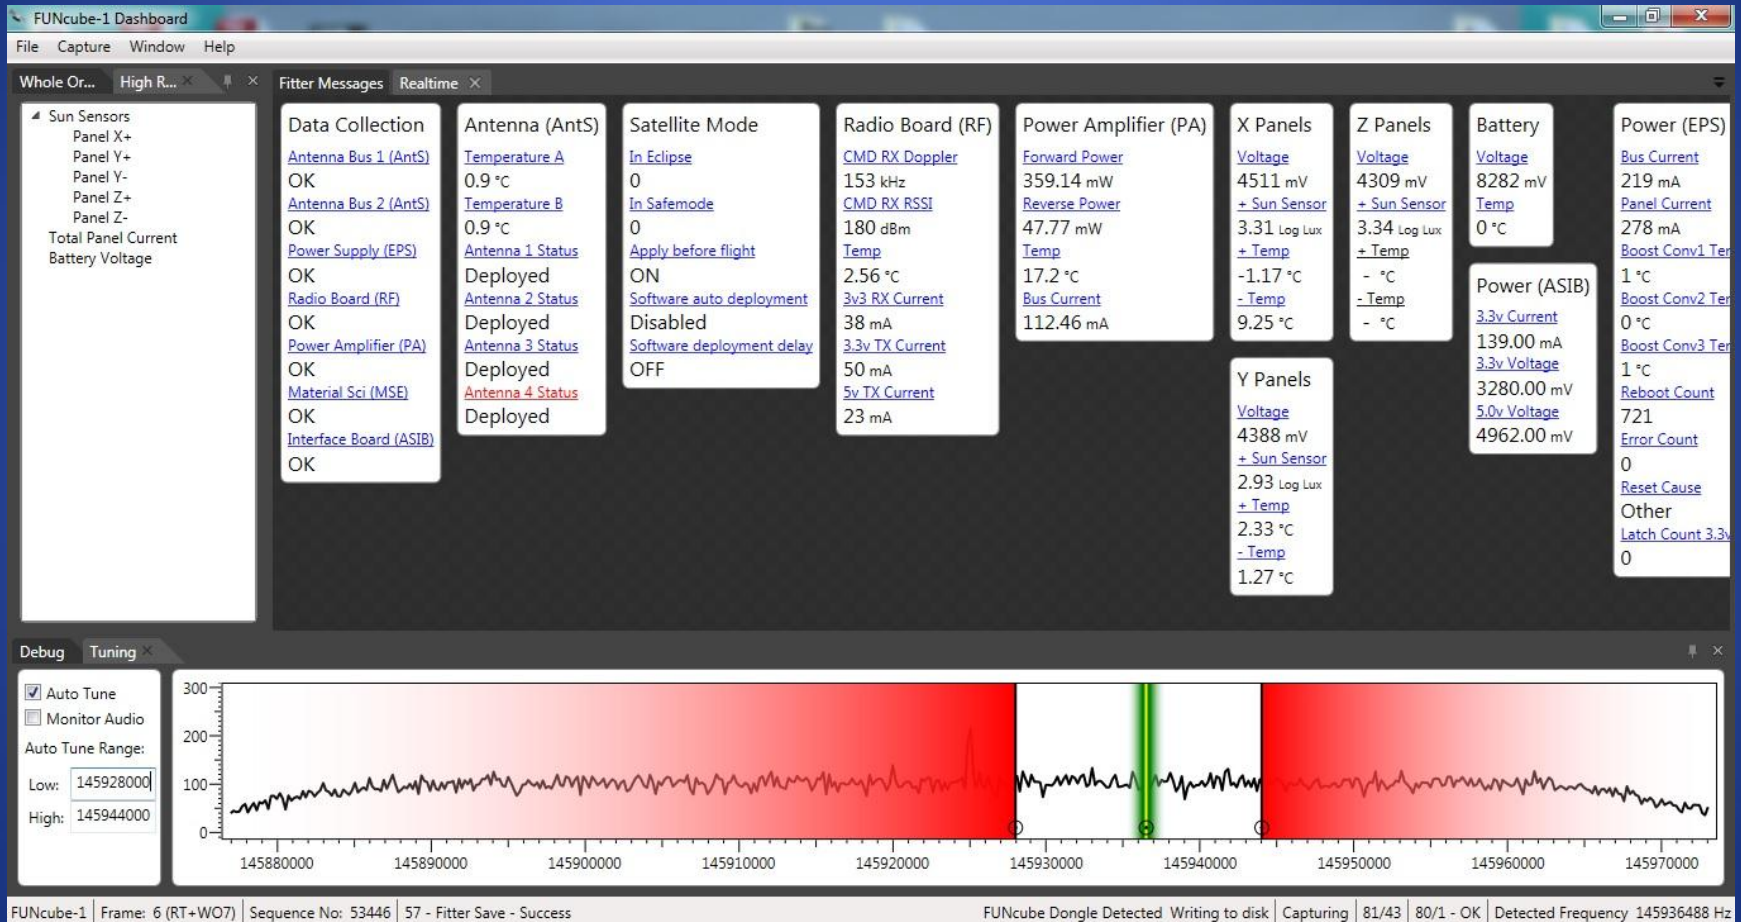 FUNcube-1 Dashboard
File Capture Window Help
Whole Or... High R...
Sun Sensors
Panel X+
Panel Y+
Panel Y-
Panel Z+
Panel Z-
Total Panel Current
Battery Voltage
Fitter Messages Realtime
Data Collection
Antenna Bus 1 (AntS)
OK
Antenna Bus 2 (AntS)
OK
Power Supply (EPS)
OK
Radio Board (RF)
OK
Power Amplifier (PA)
OK
Material Sci (MSE)
OK
Interface Board (ASIB)
OK
Antenna (AntS)
Temperature A
0.9 °C
Temperature B
0.9 °C
Antenna 1 Status
Deployed
Antenna 2 Status
Deployed
Antenna 3 Status
Deployed
Antenna 4 Status
Deployed
Satellite Mode
In Eclipse
0
In Safemode
0
Apply before flight
ON
Software auto deployment
Disabled
Software deployment delay
OFF
Radio Board (RF)
CMD RX Doppler
153 kHz
CMD RX RSSI
180 dBm
Temp
2.56 °C
3v3 RX Current
38 mA
3.3v TX Current
50 mA
5v TX Current
23 mA
Power Amplifier (PA)
Forward Power
359.14 mW
Reverse Power
47.77 mW
Temp
17.2 °C
Bus Current
112.46 mA
X Panels
Voltage
4511 mV
+ Sun Sensor
3.31 Log Lux
+ Temp
-1.17 °C
- Temp
9.25 °C
Y Panels
Voltage
4388 mV
+ Sun Sensor
2.93 Log Lux
+ Temp
2.33 °C
- Temp
1.27 °C
Z Panels
Voltage
4309 mV
+ Sun Sensor
3.34 Log Lux
+ Temp
- °C
- Temp
- °C
Battery
Voltage
8282 mV
Temp
0 °C
Power (ASIB)
3.3v Current
139.00 mA
3.3v Voltage
3280.00 mV
5.0v Voltage
4962.00 mV
Power (EPS)
Bus Current
219 mA
Panel Current
278 mA
Boost Conv1 Ter
1 °C
Boost Conv2 Ter
0 °C
Boost Conv3 Ter
1 °C
Reboot Count
721
Error Count
0
Reset Cause
Other
Latch Count 3.3v
0
Debug Tuning
Auto Tune
Monitor Audio
Auto Tune Range:
Low: 145928000
High: 145944000
300
200
100
0
145880000 145890000 145900000 145910000 145920000 145930000 145940000 145950000 145960000 145970000
FUNcube-1 Frame: 6 (RT+WO7) Sequence No: 53446 57 - Fitter Save - Success FUNcube Dongle Detected Writing to disk Capturing 81/43 80/1 - OK Detected Frequency 145936488 Hz